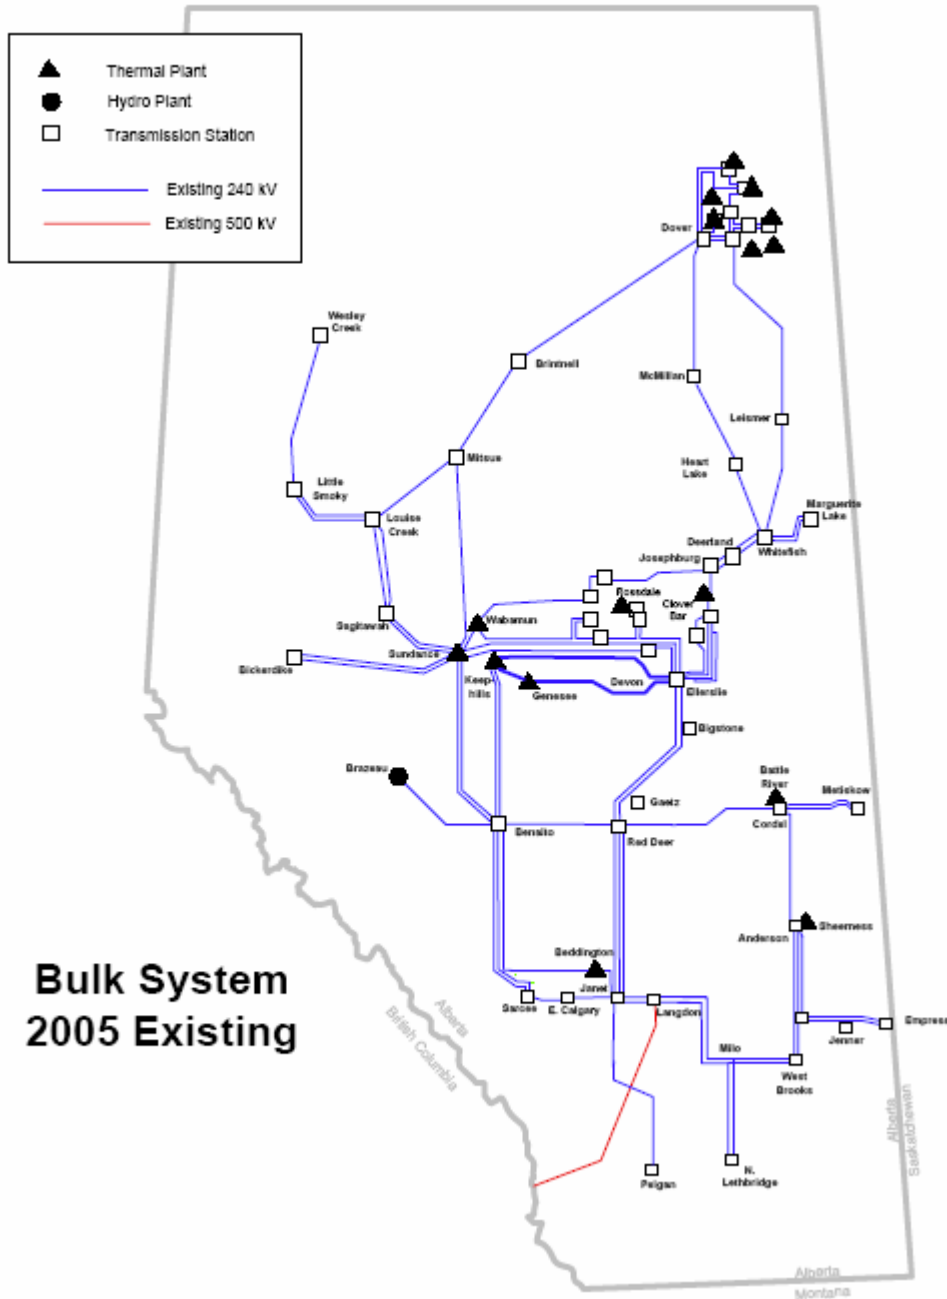 Thermal Plant
Hydro Plant
Transmission Station
Existing 240 kV
Existing 500 kV
Dover
Wesley
Creek
Brintnell
McMillan
Leismer
Mitsue
Heart
Lake
Little
Smoky
Louise
Creek
Marguerite
Lake
Deerland
Whitefish
Josephburg
Rossdale
Clover
Bar
Sagitawah
Wabamun
Sundance
Bickerdike
Keep-
hills
Genesee
Devon
Ellerslie
Bigstone
Brazeau
Battle
River
Metiskow
Gaetz
Cordel
Benalto
Red Deer
Anderson
Sheerness
Beddington
Janet
Sarcee
E. Calgary
Langdon
Empress
Jenner
Milo
West
Brooks
Peigan
N.
Lethbridge
Bulk System
2005 Existing
Alberta
British Columbia
Alberta
Saskatchewan
Alberta
Montana